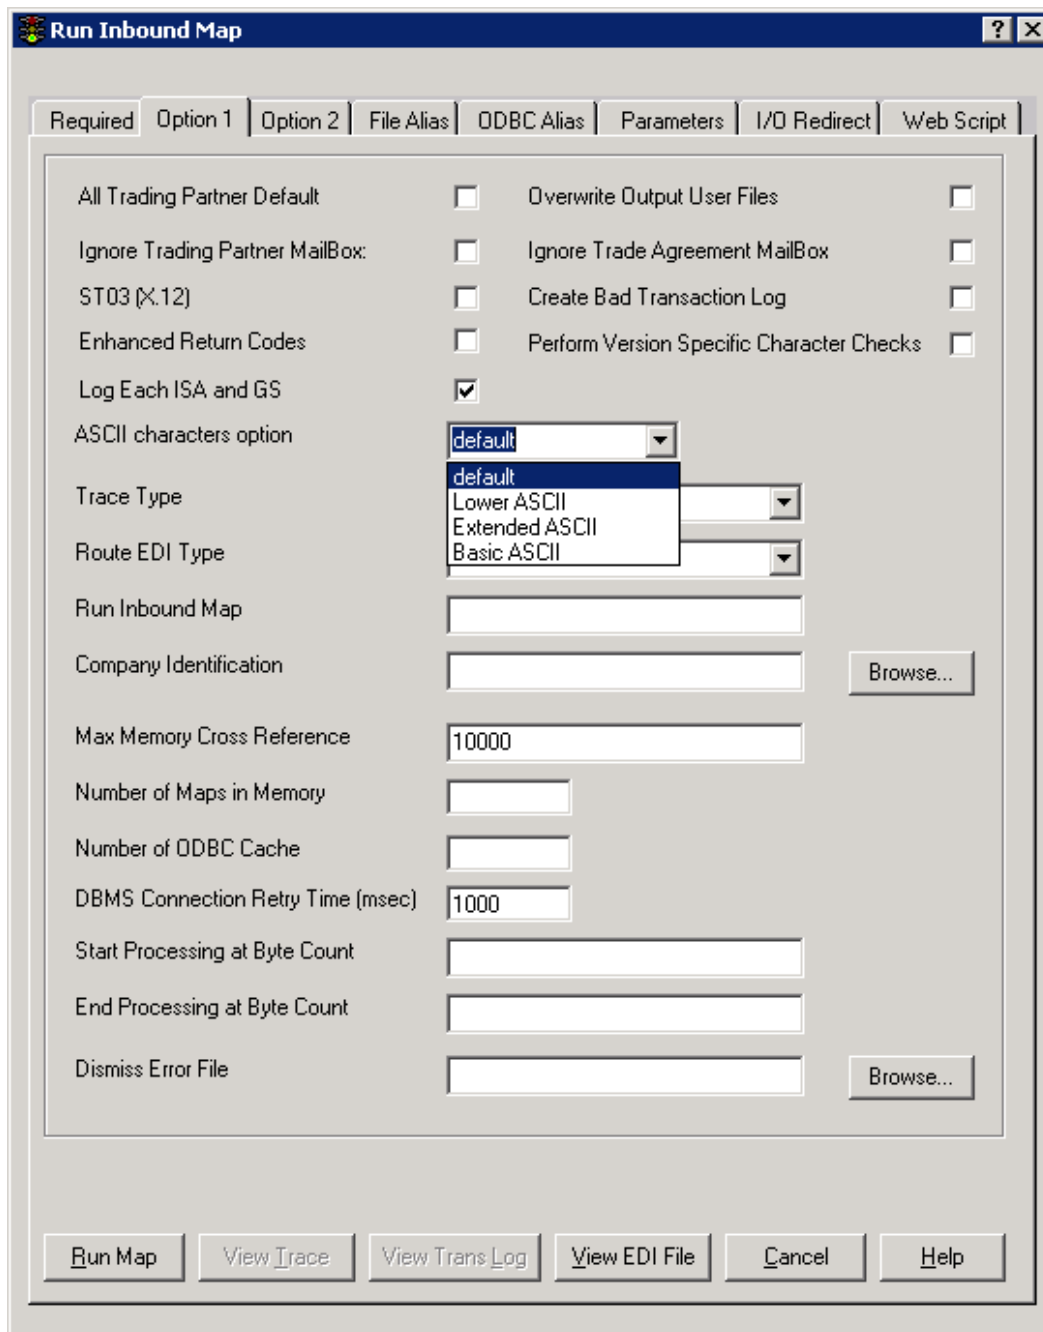 Run Inbound Map
Required Option 1 Option 2 File Alias ODBC Alias Parameters I/O Redirect Web Script
All Trading Partner Default Overwrite Output User Files
Ignore Trading Partner MailBox: Ignore Trade Agreement MailBox
ST03 (X.12) Create Bad Transaction Log
Enhanced Return Codes Perform Version Specific Character Checks
Log Each ISA and GS
ASCII characters option default
default
Trace Type Lower ASCII
Extended ASCII
Route EDI Type Basic ASCII
Run Inbound Map
Company Identification Browse...
Max Memory Cross Reference 10000
Number of Maps in Memory
Number of ODBC Cache
DBMS Connection Retry Time (msec) 1000
Start Processing at Byte Count
End Processing at Byte Count
Dismiss Error File Browse...
Run Map View Trace View Trans Log View EDI File Cancel Help